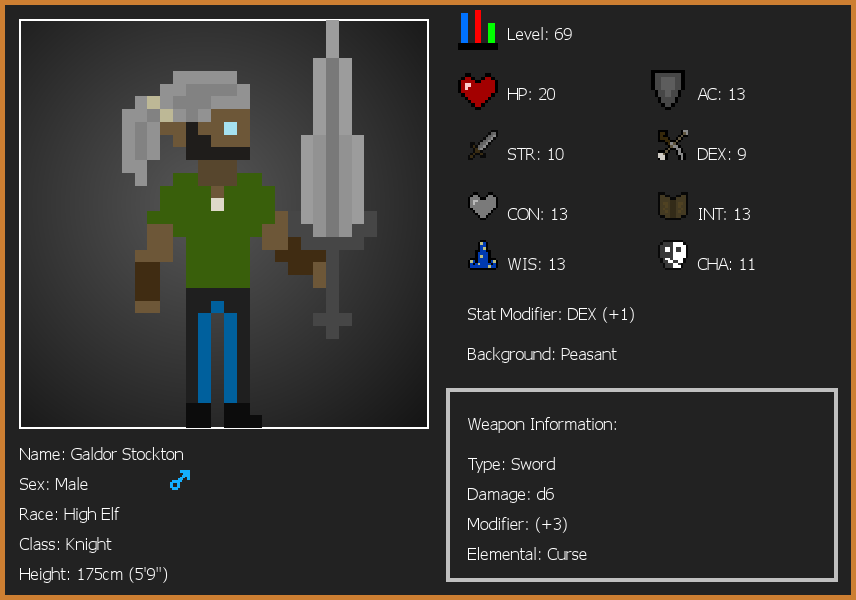 Level: 69
HP: 20
AC: 13
STR: 10
DEX: 9
CON: 13
INT: 13
WIS: 13
CHA: 11
Stat Modifier: DEX (+1)
Background: Peasant
Weapon Information:
Type: Sword
Damage: d6
Modifier: (+3)
Elemental: Curse
Name: Galdor Stockton
Sex: Male
Race: High Elf
Class: Knight
Height: 175cm (5'9")